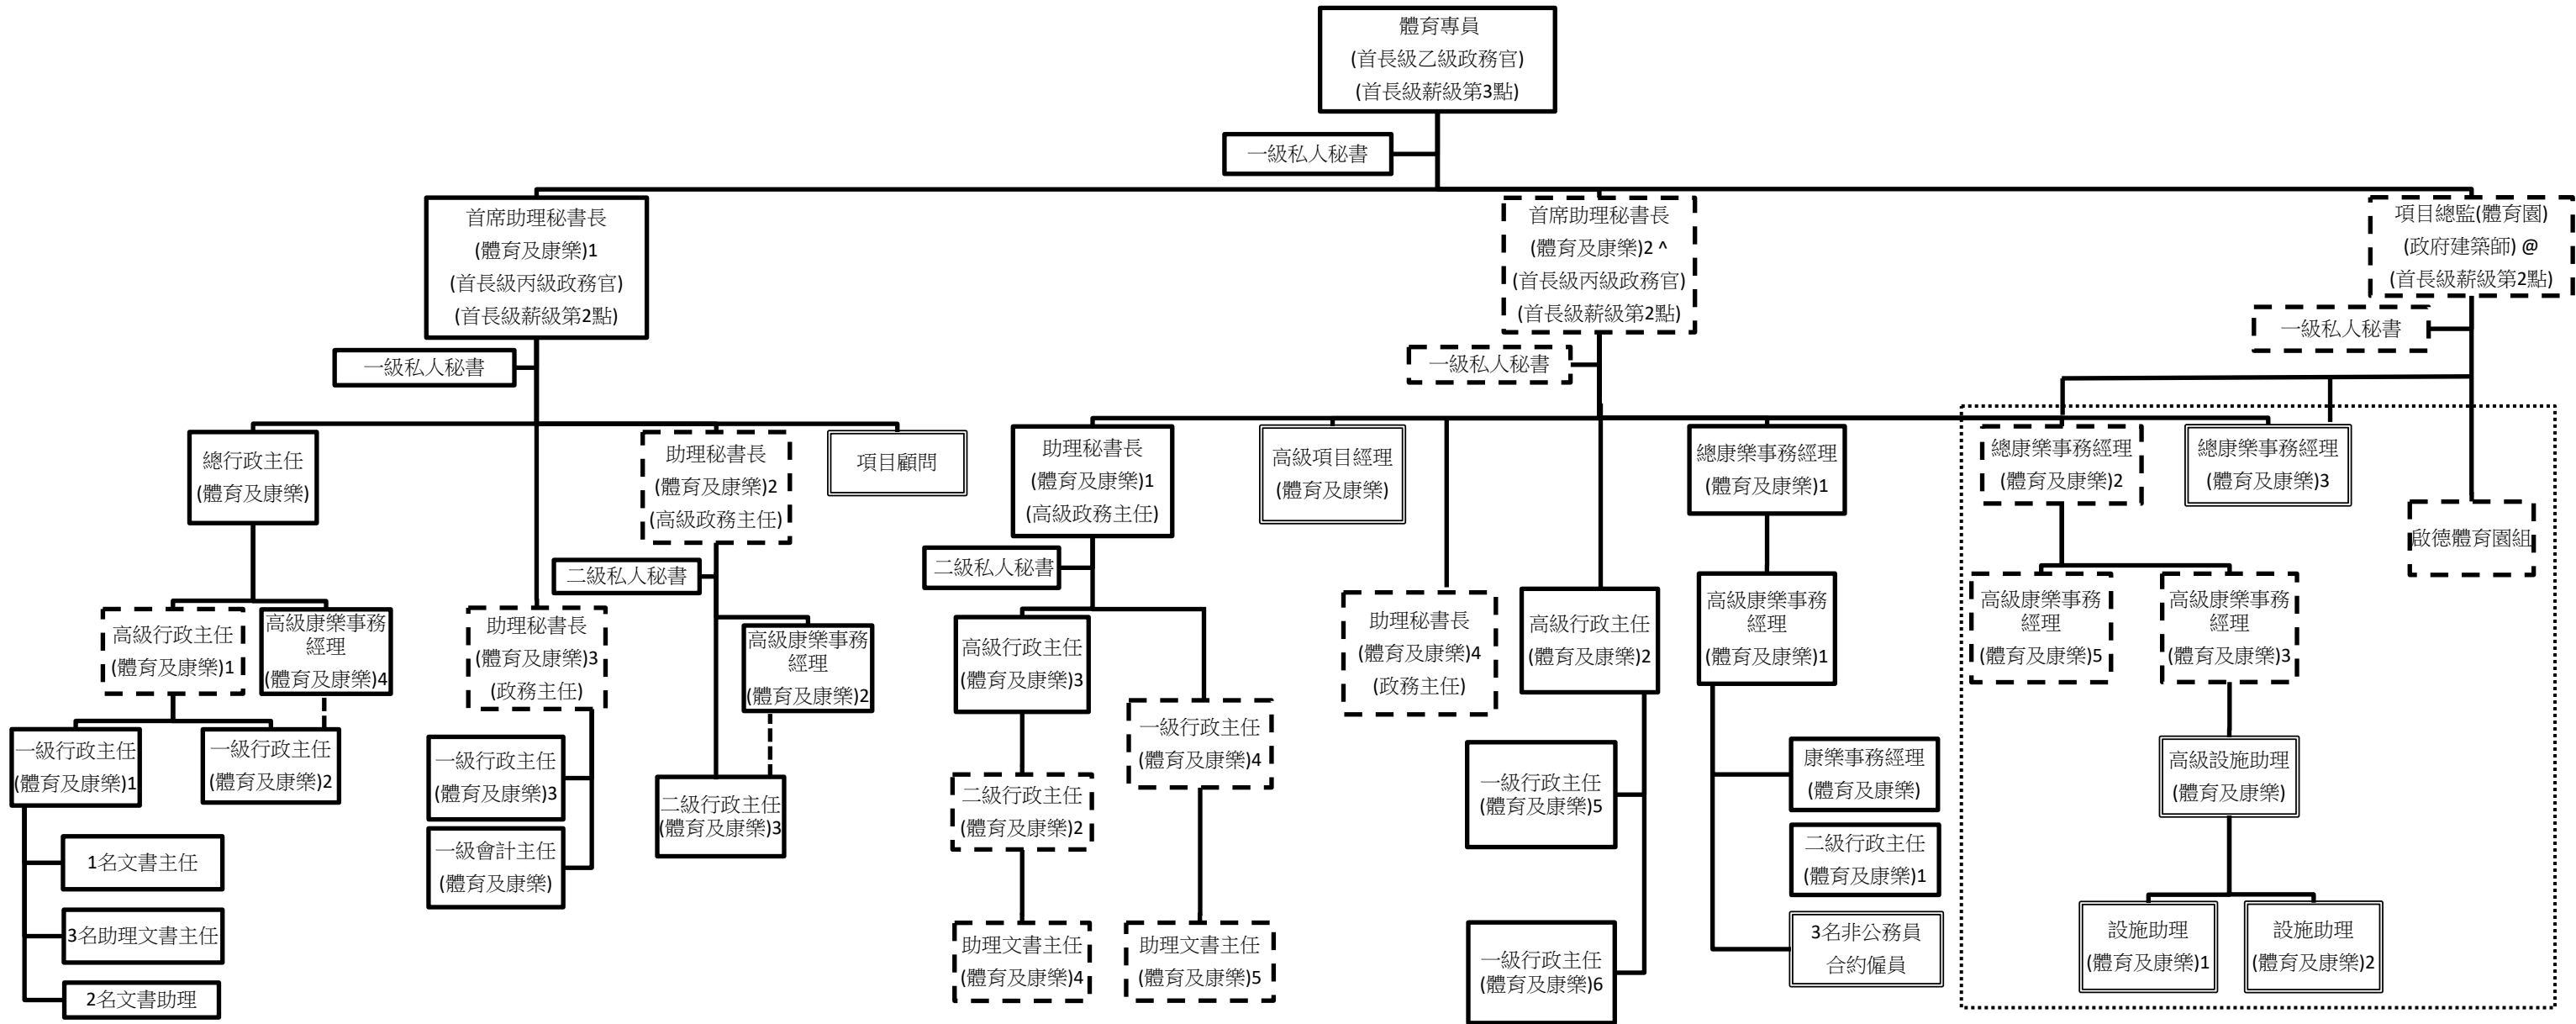 體育專員
(首長級乙級政務官)
(首長級薪級第3點)
一級私人秘書
首席助理秘書長
(體育及康樂)1
(首長級丙級政務官)
(首長級薪級第2點)
一級私人秘書
首席助理秘書長
(體育及康樂)2 ^
(首長級丙級政務官)
(首長級薪級第2點)
一級私人秘書
項目總監(體育園)
(政府建築師) @
(首長級薪級第2點)
一級私人秘書
總行政主任
(體育及康樂)
助理秘書長
(體育及康樂)2
(高級政務主任)
項目顧問
助理秘書長
(體育及康樂)1
(高級政務主任)
高級項目經理
(體育及康樂)
總康樂事務經理
(體育及康樂)1
總康樂事務經理
(體育及康樂)2
總康樂事務經理
(體育及康樂)3
啟德體育園組
二級私人秘書
二級私人秘書
高級行政主任
(體育及康樂)1
高級康樂事務
經理
(體育及康樂)4
助理秘書長
(體育及康樂)3
(政務主任)
高級康樂事務
經理
(體育及康樂)2
高級行政主任
(體育及康樂)3
一級行政主任
(體育及康樂)4
助理秘書長
(體育及康樂)4
(政務主任)
高級行政主任
(體育及康樂)2
高級康樂事務
經理
(體育及康樂)1
高級康樂事務
經理
(體育及康樂)5
高級康樂事務
經理
(體育及康樂)3
一級行政主任
(體育及康樂)1
一級行政主任
(體育及康樂)2
一級行政主任
(體育及康樂)3
一級會計主任
(體育及康樂)
二級行政主任
(體育及康樂)3
二級行政主任
(體育及康樂)2
一級行政主任
(體育及康樂)5
康樂事務經理
(體育及康樂)
二級行政主任
(體育及康樂)1
高級設施助理
(體育及康樂)
1名文書主任
3名助理文書主任
2名文書助理
助理文書主任
(體育及康樂)4
助理文書主任
(體育及康樂)5
一級行政主任
(體育及康樂)6
3名非公務員
合約僱員
設施助理
(體育及康樂)1
設施助理
(體育及康樂)2